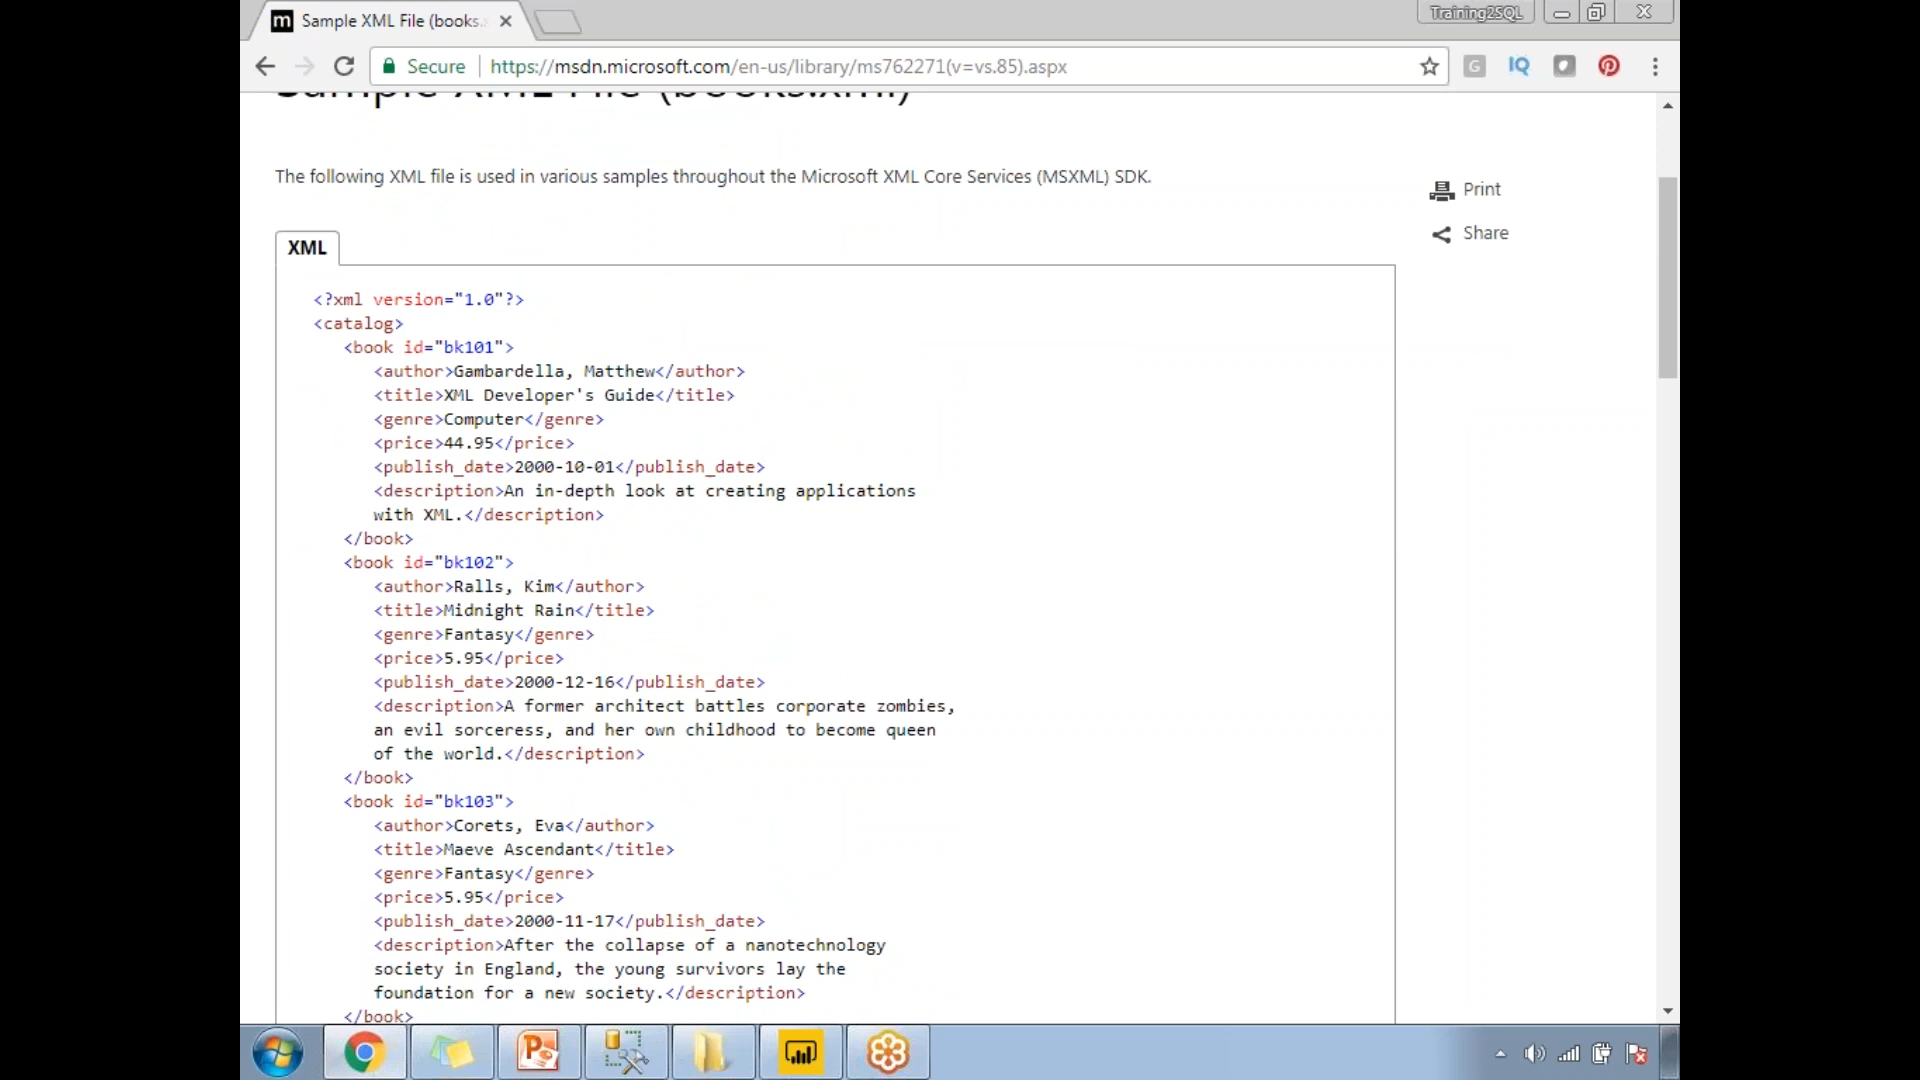 Sample XML File (books.
Training2SQL
Secure
https://msdn.microsoft.com/en-us/library/ms762271(v=vs.85).aspx
Sample XML File (books.xml)
The following XML file is used in various samples throughout the Microsoft XML Core Services (MSXML) SDK.
Print
Share
XML
<?xml version="1.0"?>
<catalog>
<book id="bk101">
<author>Gambardella, Matthew</author>
<title>XML Developer's Guide</title>
<genre>Computer</genre>
<price>44.95</price>
<publish_date>2000-10-01</publish_date>
<description>An in-depth look at creating applications
with XML.</description>
</book>
<book id="bk102">
<author>Ralls, Kim</author>
<title>Midnight Rain</title>
<genre>Fantasy</genre>
<price>5.95</price>
<publish_date>2000-12-16</publish_date>
<description>A former architect battles corporate zombies,
an evil sorceress, and her own childhood to become queen
of the world.</description>
</book>
<book id="bk103">
<author>Corets, Eva</author>
<title>Maeve Ascendant</title>
<genre>Fantasy</genre>
<price>5.95</price>
<publish_date>2000-11-17</publish_date>
<description>After the collapse of a nanotechnology
society in England, the young survivors lay the
foundation for a new society.</description>
</book>